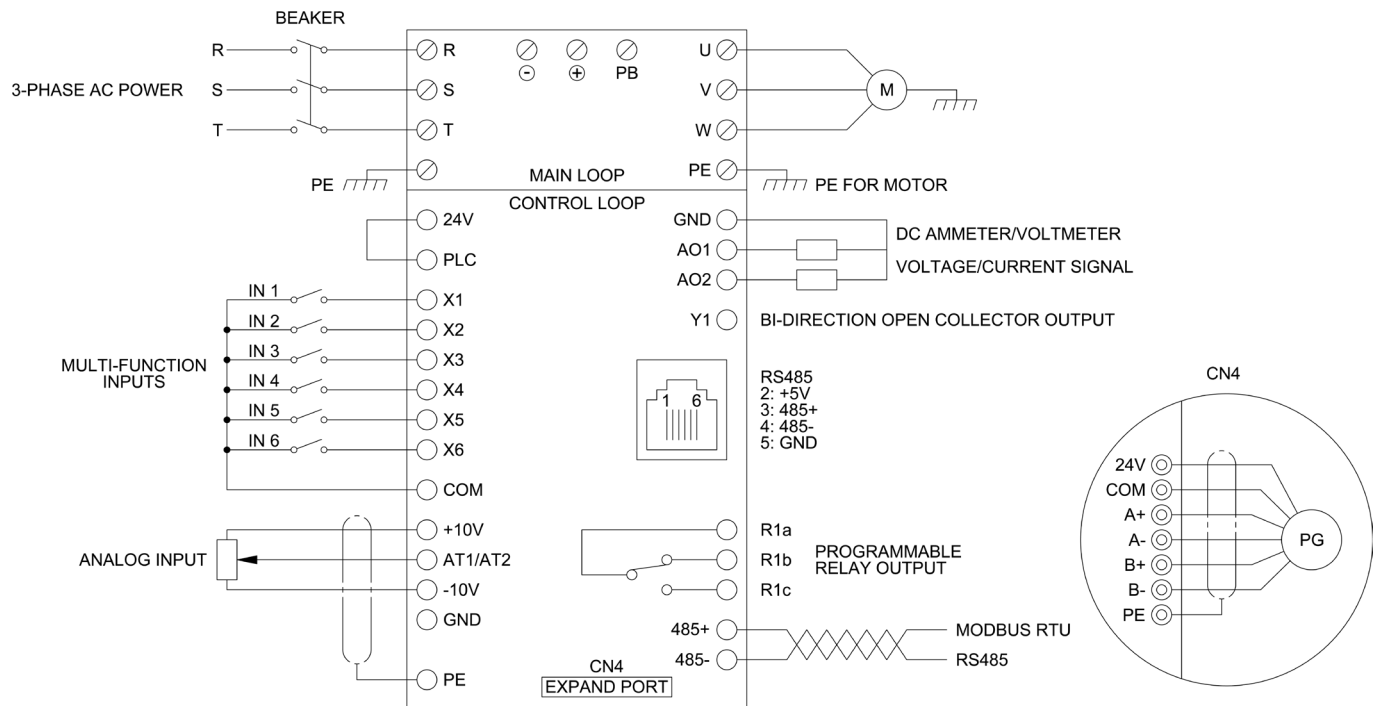 BEAKER
R
S
T
3-PHASE AC POWER
PE
R
S
T
- + PB
U
V
W
PE
M
PE FOR MOTOR
MAIN LOOP
CONTROL LOOP
24V
PLC
MULTI-FUNCTION
INPUTS
IN 1
IN 2
IN 3
IN 4
IN 5
IN 6
X1
X2
X3
X4
X5
X6
COM
ANALOG INPUT
+10V
AT1/AT2
-10V
GND
PE
GND
AO1
AO2
DC AMMETER/VOLTMETER
VOLTAGE/CURRENT SIGNAL
Y1
BI-DIRECTION OPEN COLLECTOR OUTPUT
1 6
RS485
2: +5V
3: 485+
4: 485-
5: GND
R1a
R1b
R1c
PROGRAMMABLE
RELAY OUTPUT
485+
485-
MODBUS RTU
RS485
CN4
EXPAND PORT
CN4
24V
COM
A+
A-
B+
B-
PE
PG